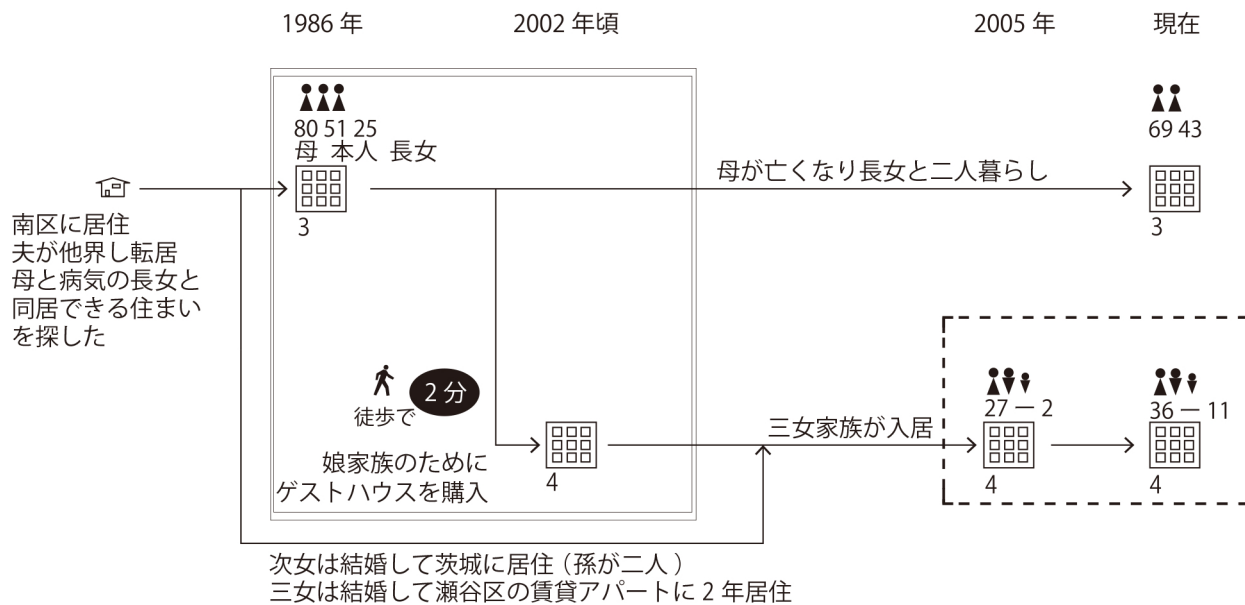 1986 年
2002 年頃
2005 年
現在
80 51 25
母 本人 長女
3
69 43
3
母が亡くなり長女と二人暮らし
南区に居住
夫が他界し転居
母と病気の長女と
同居できる住まい
を探した
徒歩で
2 分
娘家族のために
ゲストハウスを購入
4
三女家族が入居
27 ー 2
4
36 ー 11
4
次女は結婚して茨城に居住 ( 孫が二人 )
三女は結婚して瀬谷区の賃貸アパートに 2 年居住